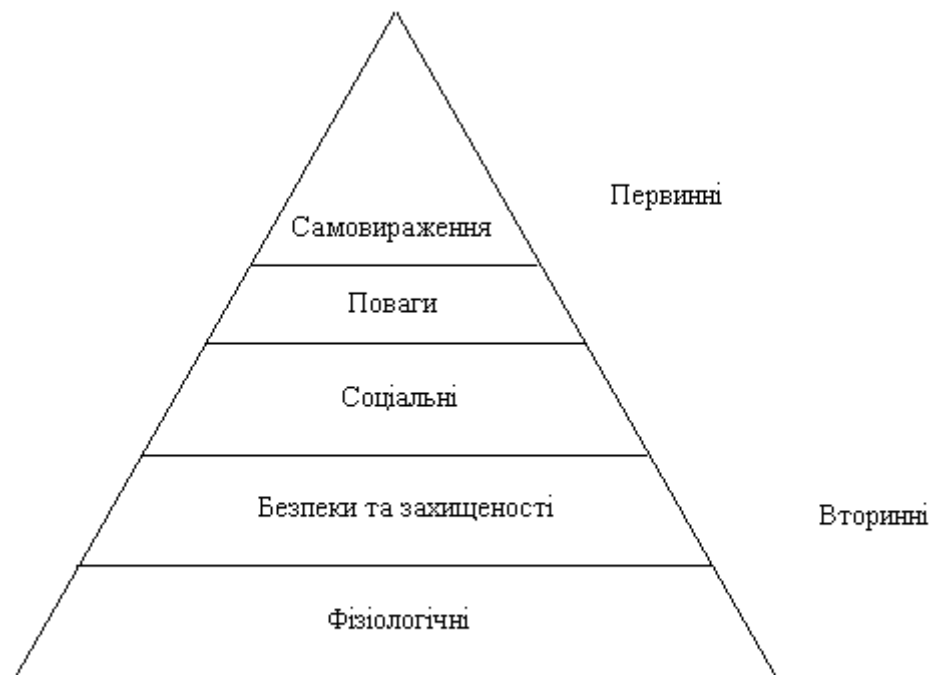 Первинні
Самовираження
Поваги
Соціальні
Безпеки та захищеності
Вторинні
Фізіологічні